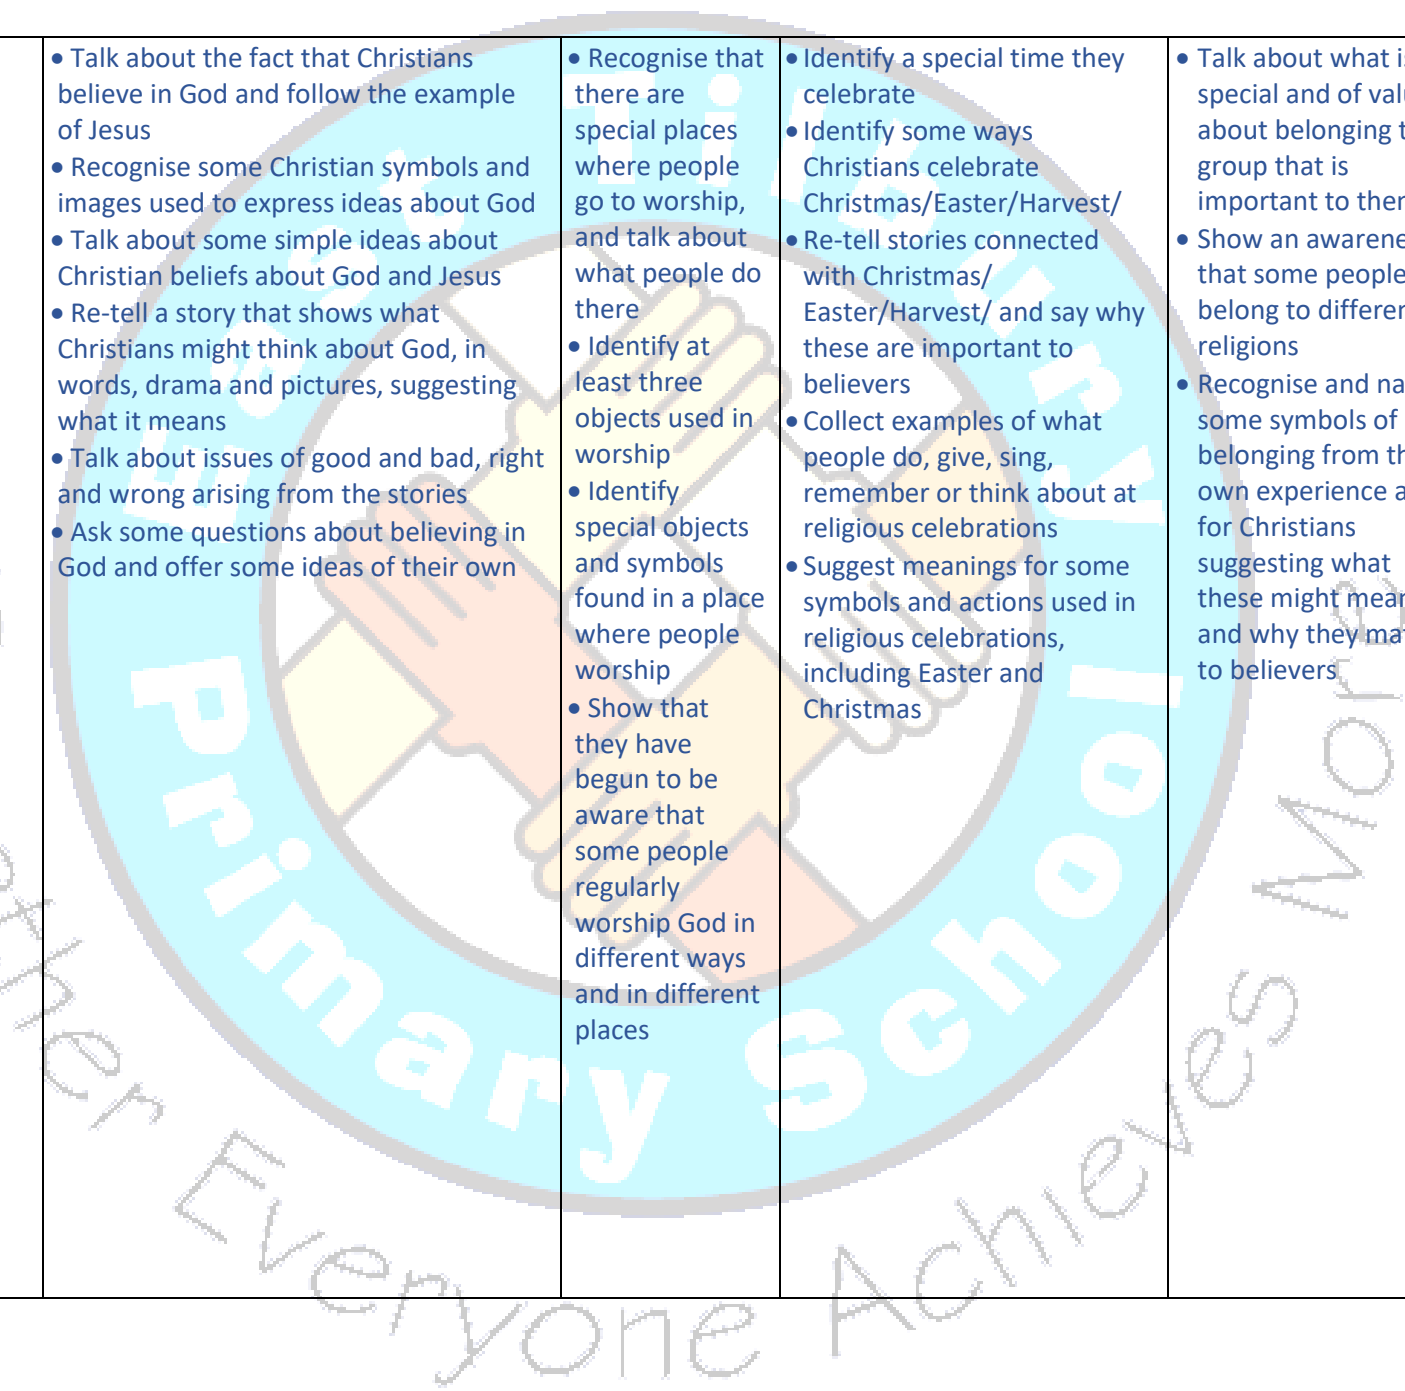 • Talk about the fact that Christians
believe in God and follow the example
of Jesus
• Recognise some Christian symbols and
images used to express ideas about God
• Talk about some simple ideas about
Christian beliefs about God and Jesus
• Re-tell a story that shows what
Christians might think about God, in
words, drama and pictures, suggesting
what it means
• Talk about issues of good and bad, right
and wrong arising from the stories
• Ask some questions about believing in
God and offer some ideas of their own
• Recognise that
there are
special places
where people
go to worship,
and talk about
what people do
there
• Identify at
least three
objects used in
worship
• Identify
special objects
and symbols
found in a place
where people
worship
• Show that
they have
begun to be
aware that
some people
regularly
worship God in
different ways
and in different
places
• Identify a special time they
celebrate
• Identify some ways
Christians celebrate
Christmas/Easter/Harvest/
• Re-tell stories connected
with Christmas/
Easter/Harvest/ and say why
these are important to
believers
• Collect examples of what
people do, give, sing,
remember or think about at
religious celebrations
• Suggest meanings for some
symbols and actions used in
religious celebrations,
including Easter and
Christmas
• Talk about what
special and of
about belonging
group that is
important to
• Show an
that some people
belong to
religions
• Recognise and
some symbols of
belonging from
own experience
for Christians
suggesting what
these might
and why they
to believers
East Tilbury
Primary School
Everyone Achieves More